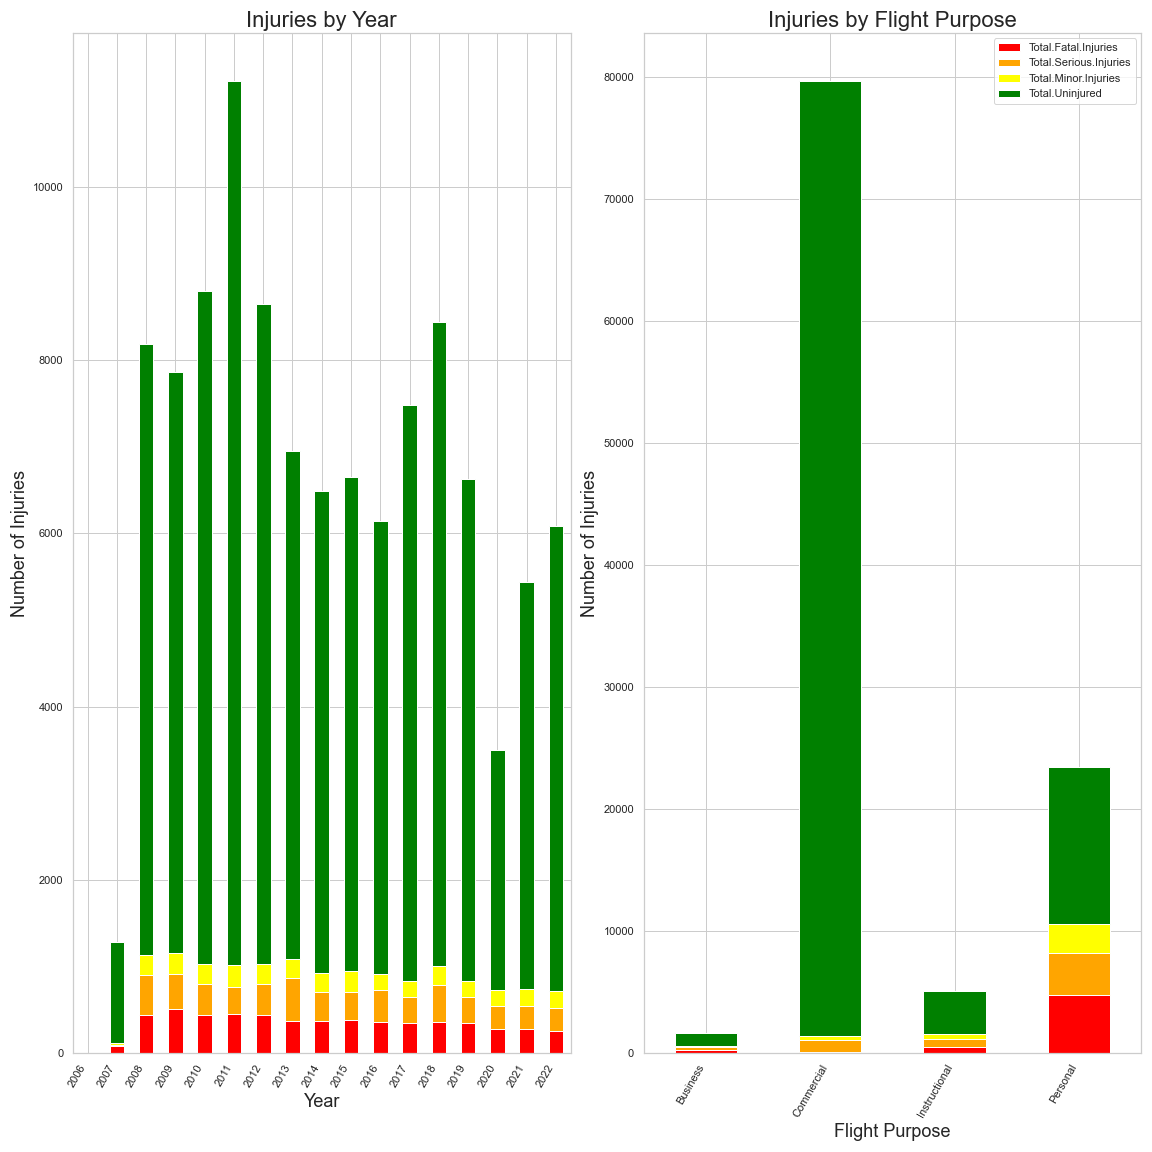 Injuries by Year
Number of Injuries
10000
8000
6000
4000
2000
0
2006
2007
2008
2009
2010
2011
2012
2013
2014
2015
2016
2017
2018
2019
2020
2021
2022
Year
Injuries by Flight Purpose
Total.Fatal.Injuries
Total.Serious.Injuries
Total.Minor.Injuries
Total.Uninjured
Number of Injuries
80000
70000
60000
50000
40000
30000
20000
10000
0
Business
Commercial
Instructional
Personal
Flight Purpose